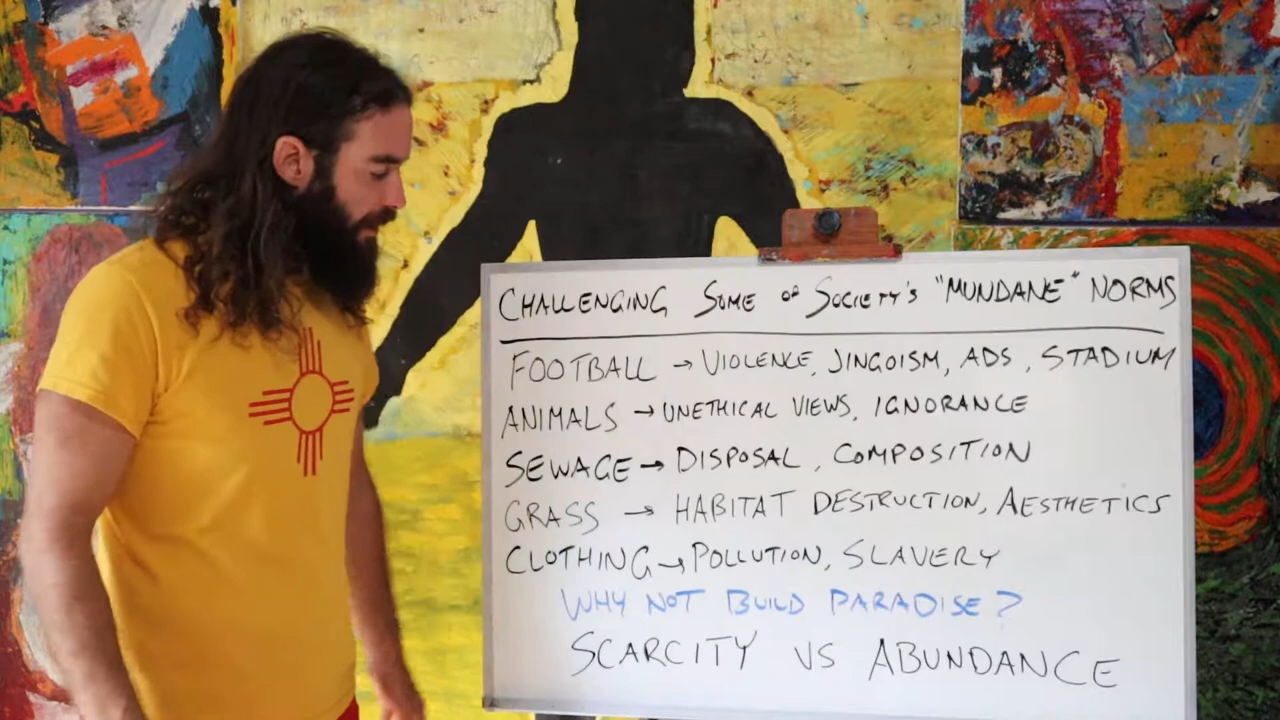 CHALLENGING SOME OF SOCIETY'S "MUNDANE" NORMS
FOOTBALL → VIOLENCE, JINGOISM, ADS, STADIUM
ANIMALS → UNETHICAL VIEWS, IGNORANCE
SEWAGE → DISPOSAL, COMPOSITION
GRASS → HABITAT DESTRUCTION, AESTHETICS
CLOTHING → POLLUTION, SLAVERY
WHY NOT BUILD PARADISE?
SCARCITY VS ABUNDANCE